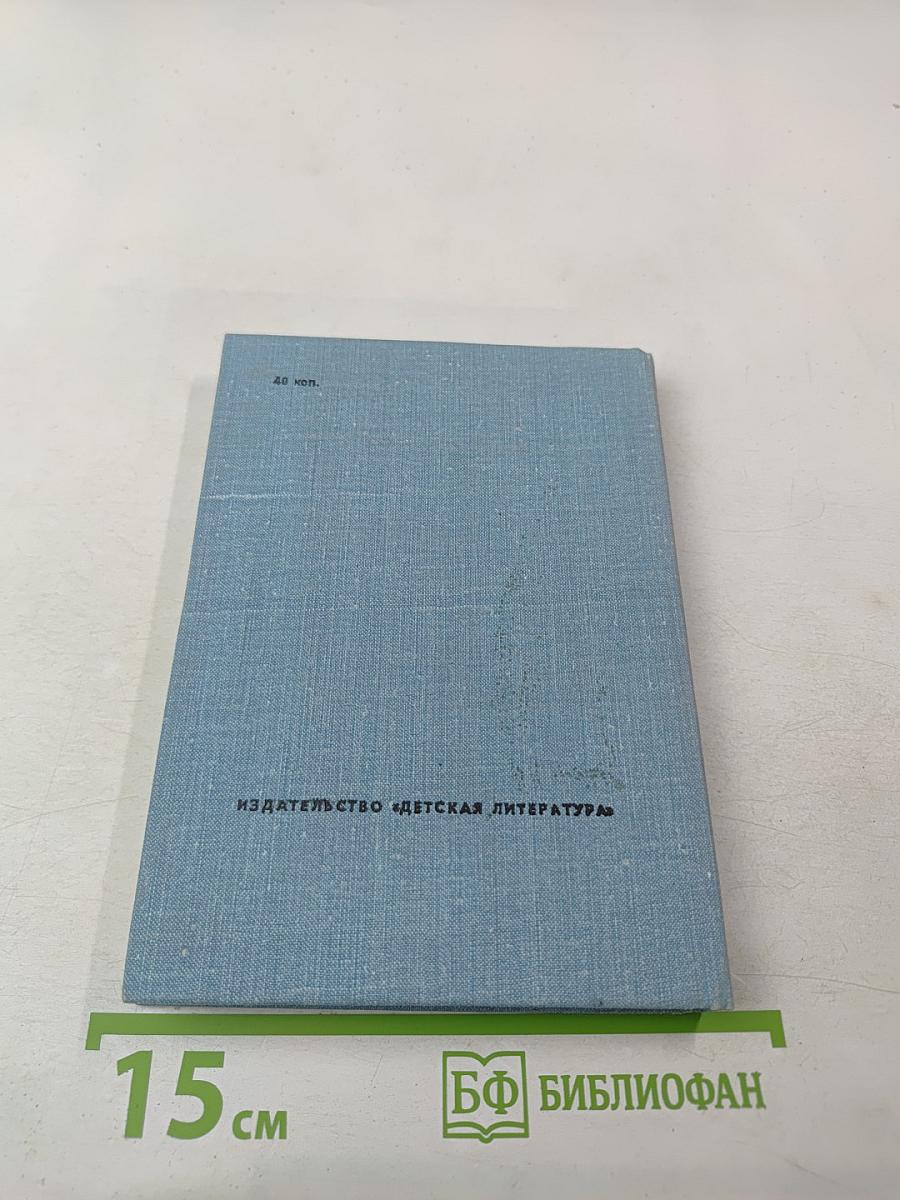 40 коп.
ИЗДАТЕЛЬСТВО «ДЕТСКАЯ ЛИТЕРАТУРА»
15 см
БФ БИБЛИОФАН